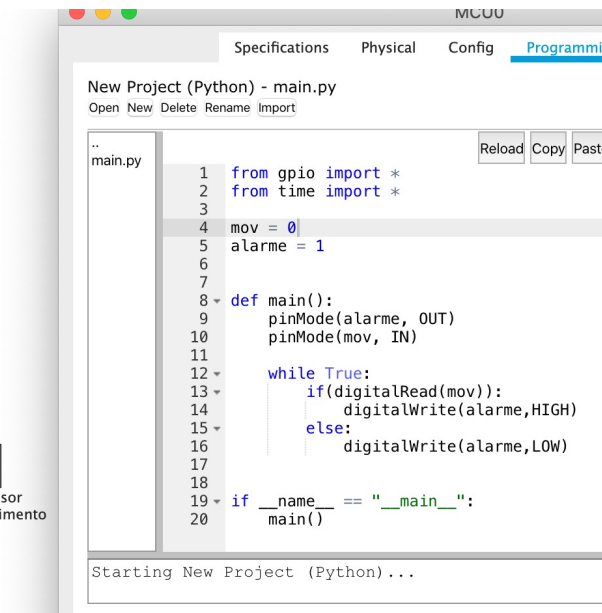 MCU0
Specifications Physical Config Programmi
New Project (Python) - main.py
Open New Delete Rename Import
Reload Copy Past
..
main.py
1 from gpio import *
2 from time import *
3
4 mov = 0
5 alarme = 1
6
7
8 def main():
9     pinMode(alarme, OUT)
10     pinMode(mov, IN)
11
12     while True:
13         if(digitalRead(mov)):
14             digitalWrite(alarme,HIGH)
15         else:
16             digitalWrite(alarme,LOW)
17
18
19 if __name__ == "__main__":
20     main()
sor
imento
Starting New Project (Python)...